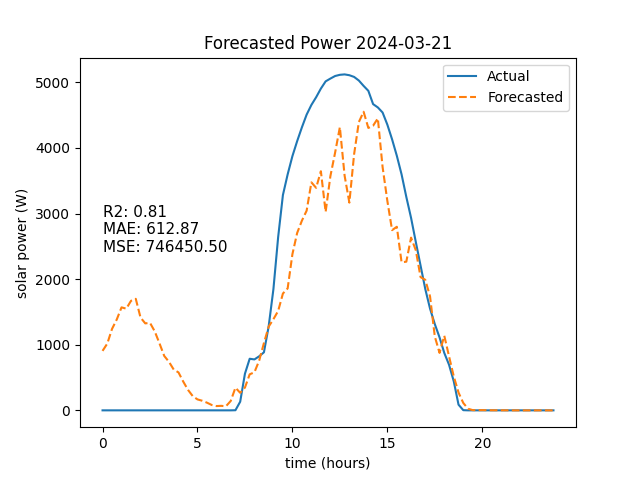 Forecasted Power 2024-03-21
Actual
Forecasted
R2: 0.81
MAE: 612.87
MSE: 746450.50
solar power (W)
5000
4000
3000
2000
1000
0
0 5 10 15 20
time (hours)